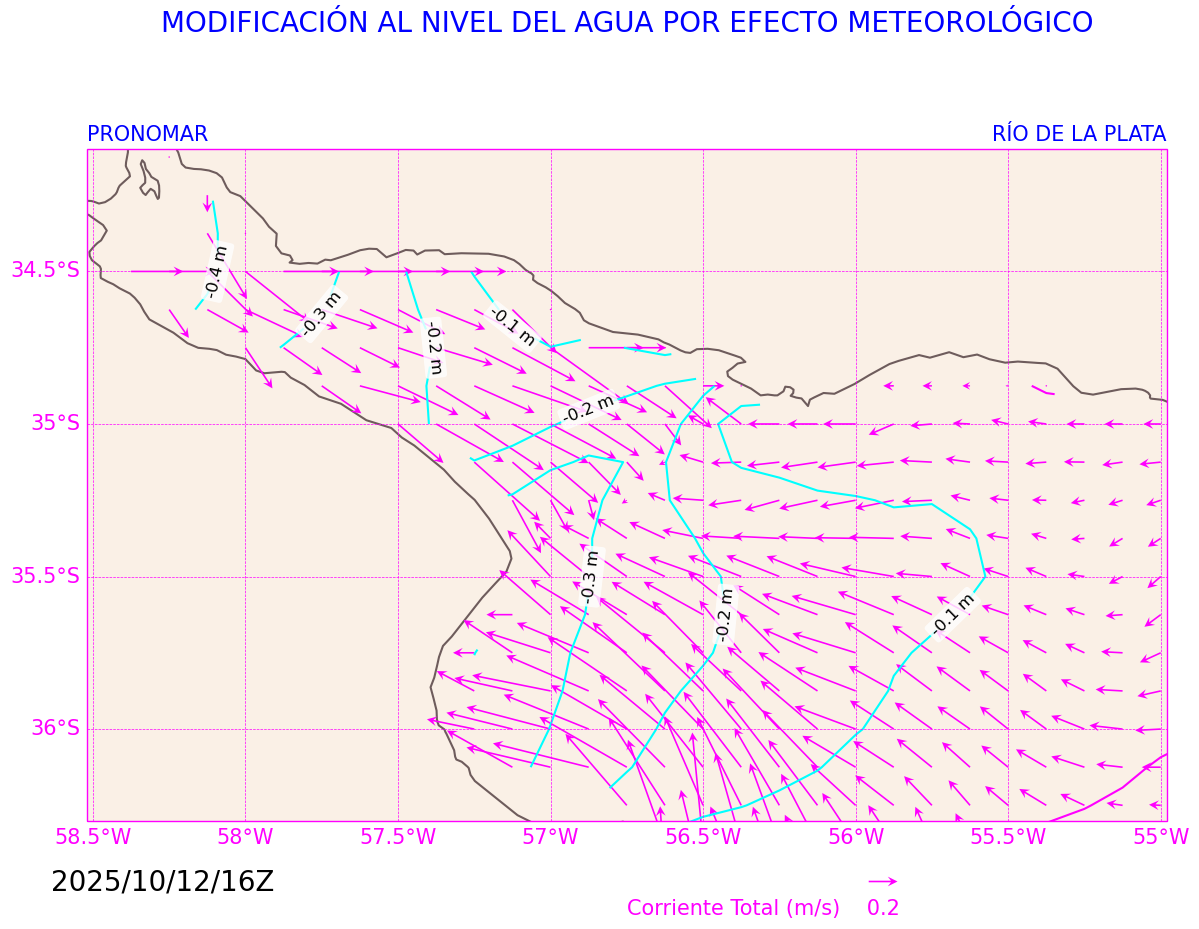 MODIFICACIÓN AL NIVEL DEL AGUA POR EFECTO METEOROLÓGICO
PRONOMAR
RÍO DE LA PLATA
-0.4 m
-0.3 m
-0.1 m
-0.2 m
-0.2 m
-0.3 m
-0.2 m
-0.1 m
34.5°S
35°S
35.5°S
36°S
58.5°W 58°W 57.5°W 57°W 56.5°W 56°W 55.5°W 55°W
2025/10/12/16Z
Corriente Total (m/s) 0.2